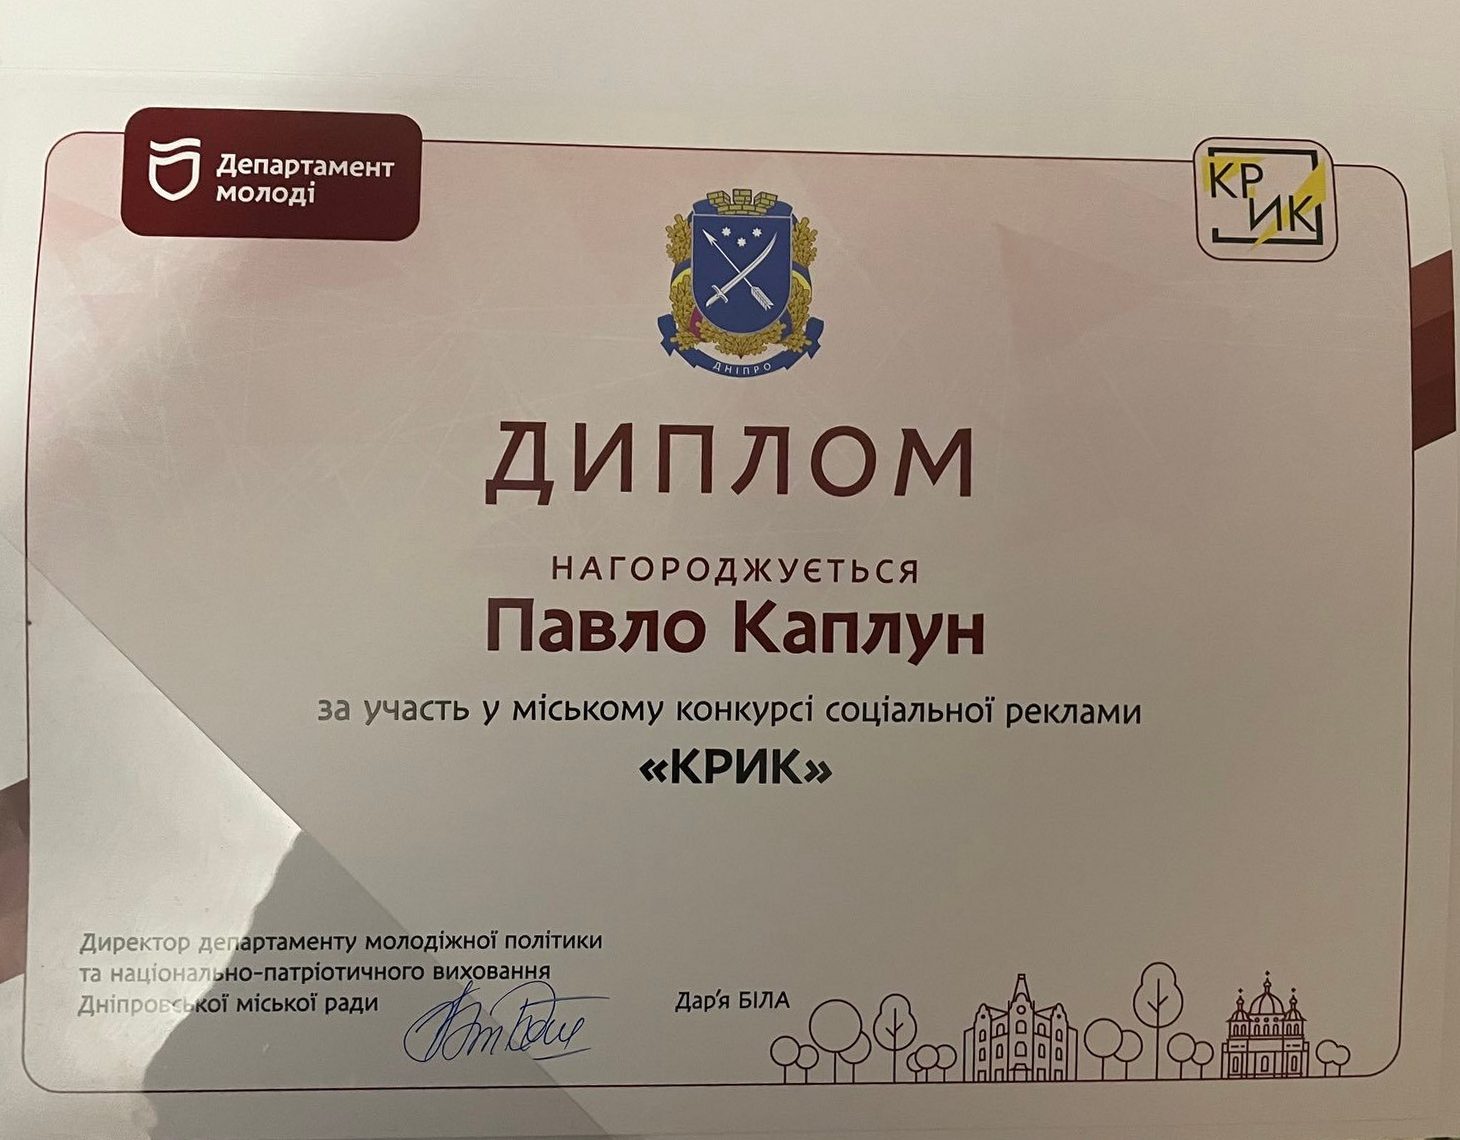 Департамент
молоді
КР
ИК
ДНІПРО
ДИПЛОМ
НАГОРОДЖУЄТЬСЯ
Павло Каплун
за участь у міському конкурсі соціальної реклами
«КРИК»
Директор департаменту молодіжної політики
та національно-патріотичного виховання
Дніпровської міської ради
Дар'я БІЛА